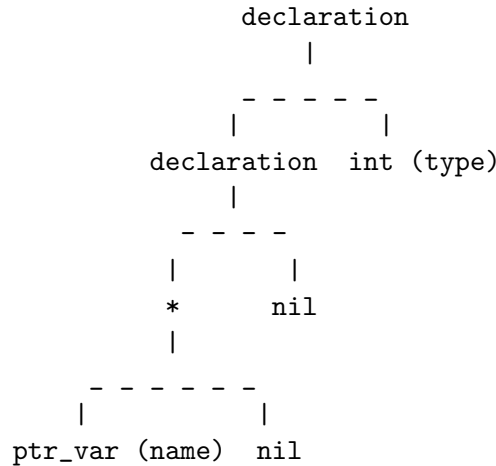 declaration
|
- - - - -
| |
declaration int (type)
|
- - - -
| |
* nil
|
- - - - - -
| |
ptr_var (name) nil